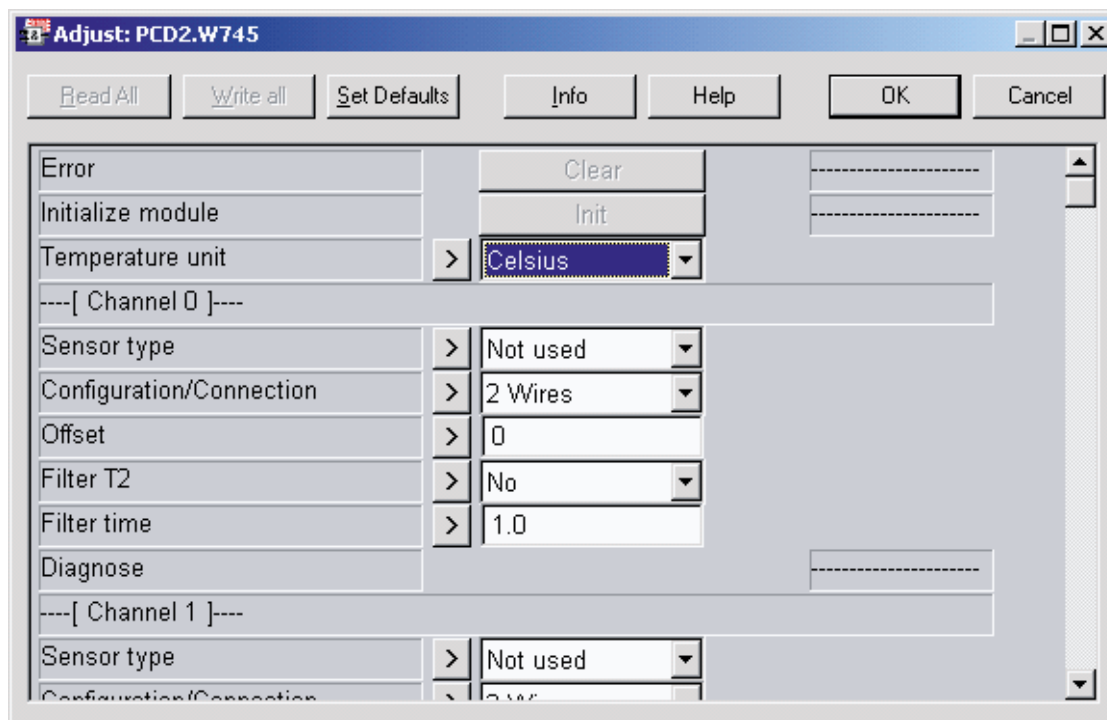 Adjust: PCD2.W745
Read All Write all Set Defaults Info Help OK Cancel
Error Clear --------------------
Initialize module Init --------------------
Temperature unit > Celsius
----[ Channel 0 ]----
Sensor type > Not used
Configuration/Connection > 2 Wires
Offset > 0
Filter T2 > No
Filter time > 1.0
Diagnose --------------------
----[ Channel 1 ]----
Sensor type > Not used
Configuration/Connection